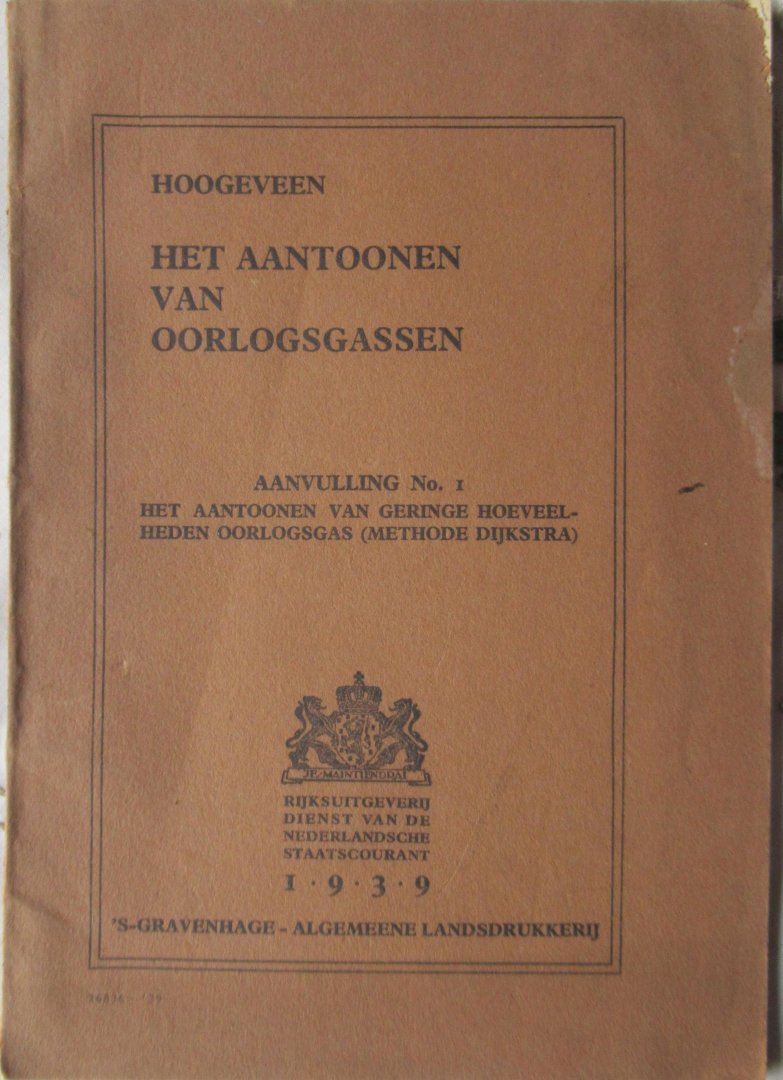 HOOGEVEEN
HET AANTOONEN
VAN
OORLOGSGASSEN
AANVULLING No. 1
HET AANTOONEN VAN GERINGE HOEVEEL-
HEDEN OORLOGSGAS (METHODE DIJKSTRA)
JE MAINTIENDRAI
RIJKSUITGEVERIJ
DIENST VAN DE
NEDERLANDSCHE
STAATSCOURANT
1·9·3·9
'S-GRAVENHAGE - ALGEMEENE LANDSDRUKKERIJ